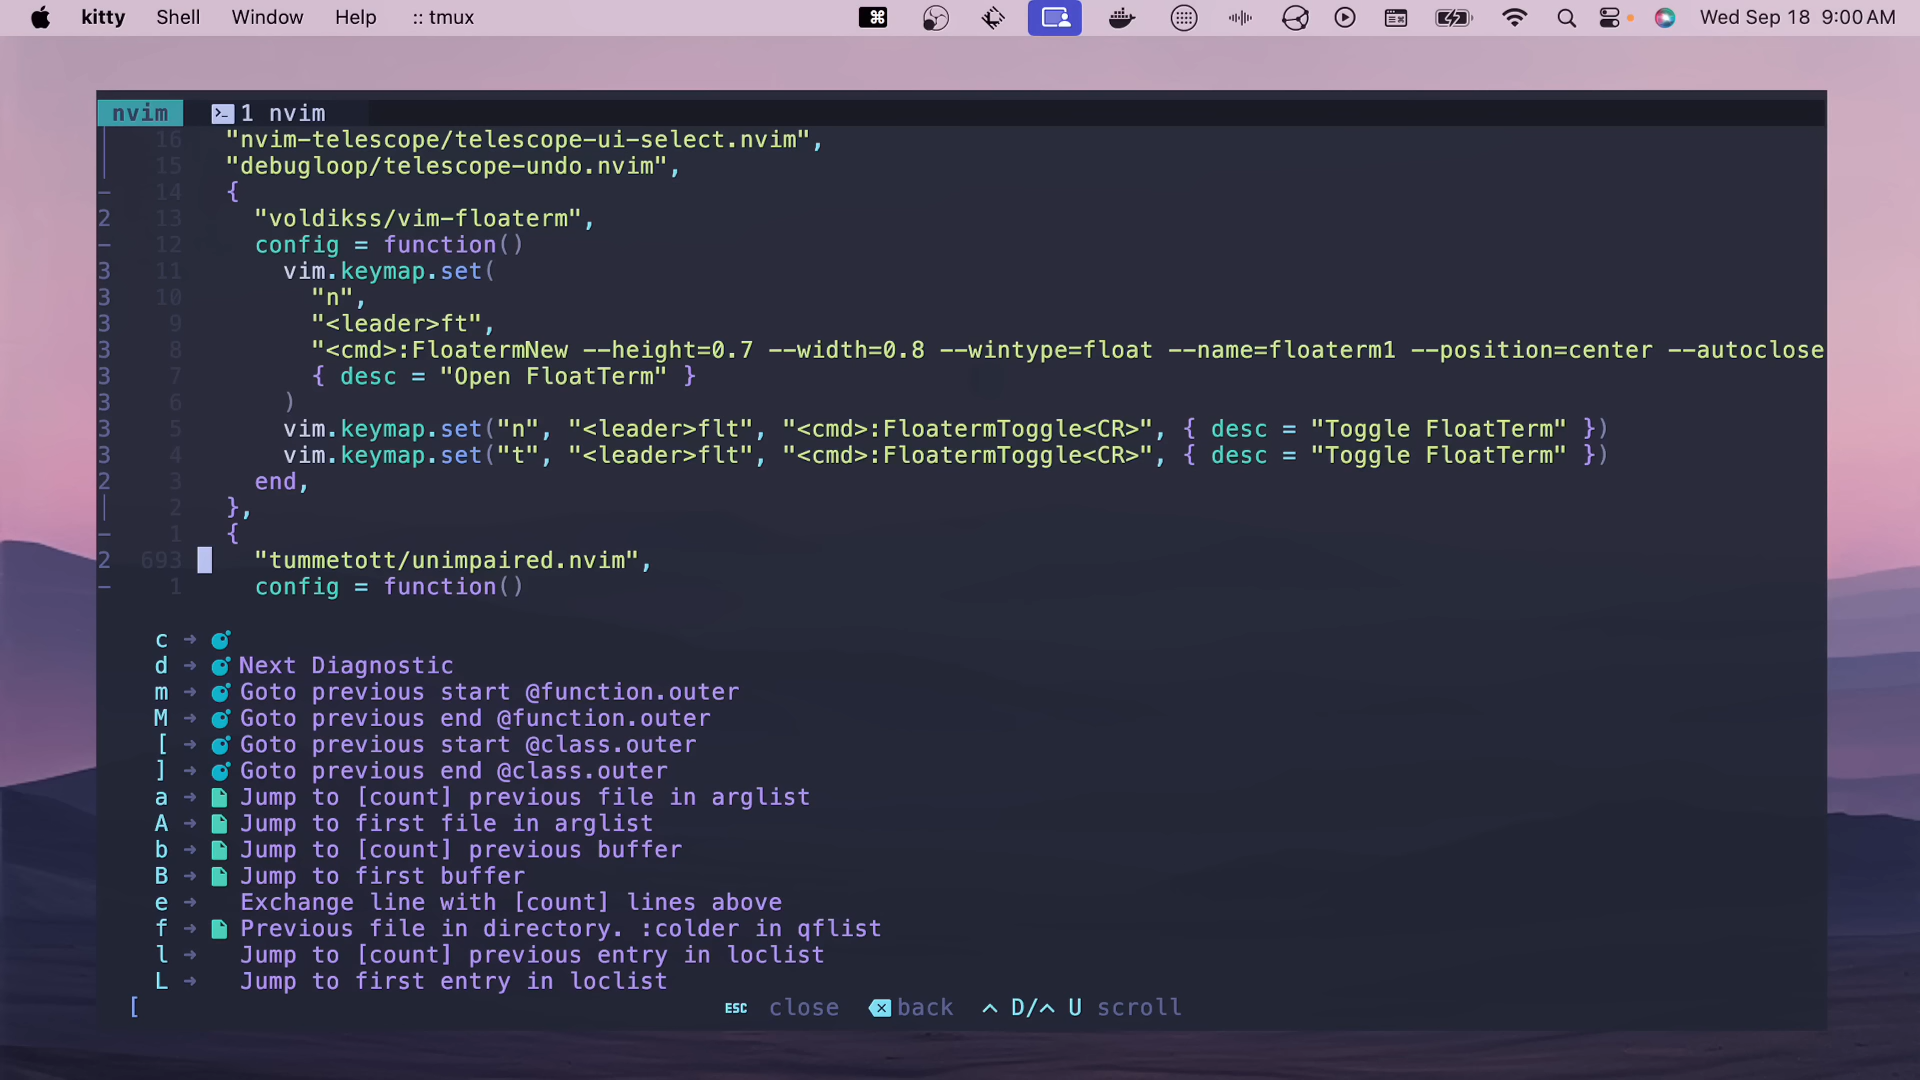 kitty Shell Window Help :: tmux Wed Sep 18 9:00 AM
nvim 1 nvim
16 "nvim-telescope/telescope-ui-select.nvim",
15 "debugloop/telescope-undo.nvim",
14 {
2 13 "voldikss/vim-floaterm",
12 config = function()
3 11 vim.keymap.set(
3 10 "n",
3 9 "<leader>ft",
3 8 "<cmd>:FloatermNew --height=0.7 --width=0.8 --wintype=float --name=floaterm1 --position=center --autoclose
3 7 { desc = "Open FloatTerm" }
3 6 )
3 5 vim.keymap.set("n", "<leader>flt", "<cmd>:FloatermToggle<CR>", { desc = "Toggle FloatTerm" })
3 4 vim.keymap.set("t", "<leader>flt", "<cmd>:FloatermToggle<CR>", { desc = "Toggle FloatTerm" })
2 3 end,
2 },
1 {
2 693 "tummetott/unimpaired.nvim",
1 config = function()
c ➜
d ➜ Next Diagnostic
m ➜ Goto previous start @function.outer
M ➜ Goto previous end @function.outer
[ ➜ Goto previous start @class.outer
] ➜ Goto previous end @class.outer
a ➜ Jump to [count] previous file in arglist
A ➜ Jump to first file in arglist
b ➜ Jump to [count] previous buffer
B ➜ Jump to first buffer
e ➜ Exchange line with [count] lines above
f ➜ Previous file in directory. :colder in qflist
l ➜ Jump to [count] previous entry in loclist
L ➜ Jump to first entry in loclist
[ ESC close back ^ D/^ U scroll